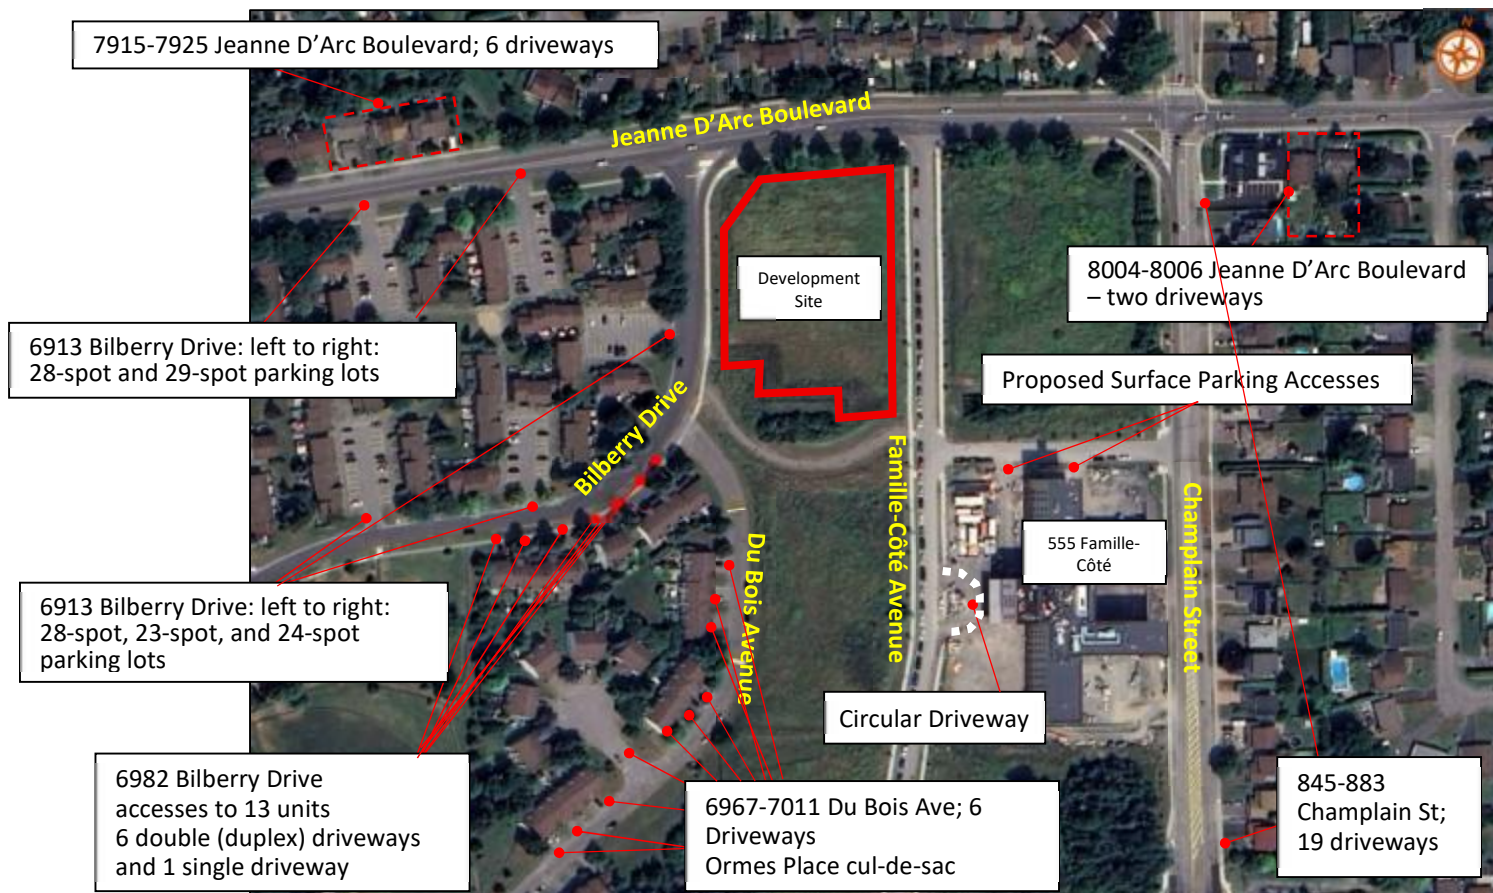 7915-7925 Jeanne D’Arc Boulevard; 6 driveways
N
Jeanne D’Arc Boulevard
Development
Site
8004-8006 Jeanne D’Arc Boulevard
– two driveways
6913 Bilberry Drive: left to right:
28-spot and 29-spot parking lots
Proposed Surface Parking Accesses
Bilberry Drive
Famille-Côté Avenue
Champlain Street
Du Bois Avenue
555 Famille-
Côté
6913 Bilberry Drive: left to right:
28-spot, 23-spot, and 24-spot
parking lots
Circular Driveway
6982 Bilberry Drive
accesses to 13 units
6 double (duplex) driveways
and 1 single driveway
6967-7011 Du Bois Ave; 6
Driveways
Ormes Place cul-de-sac
845-883
Champlain St;
19 driveways